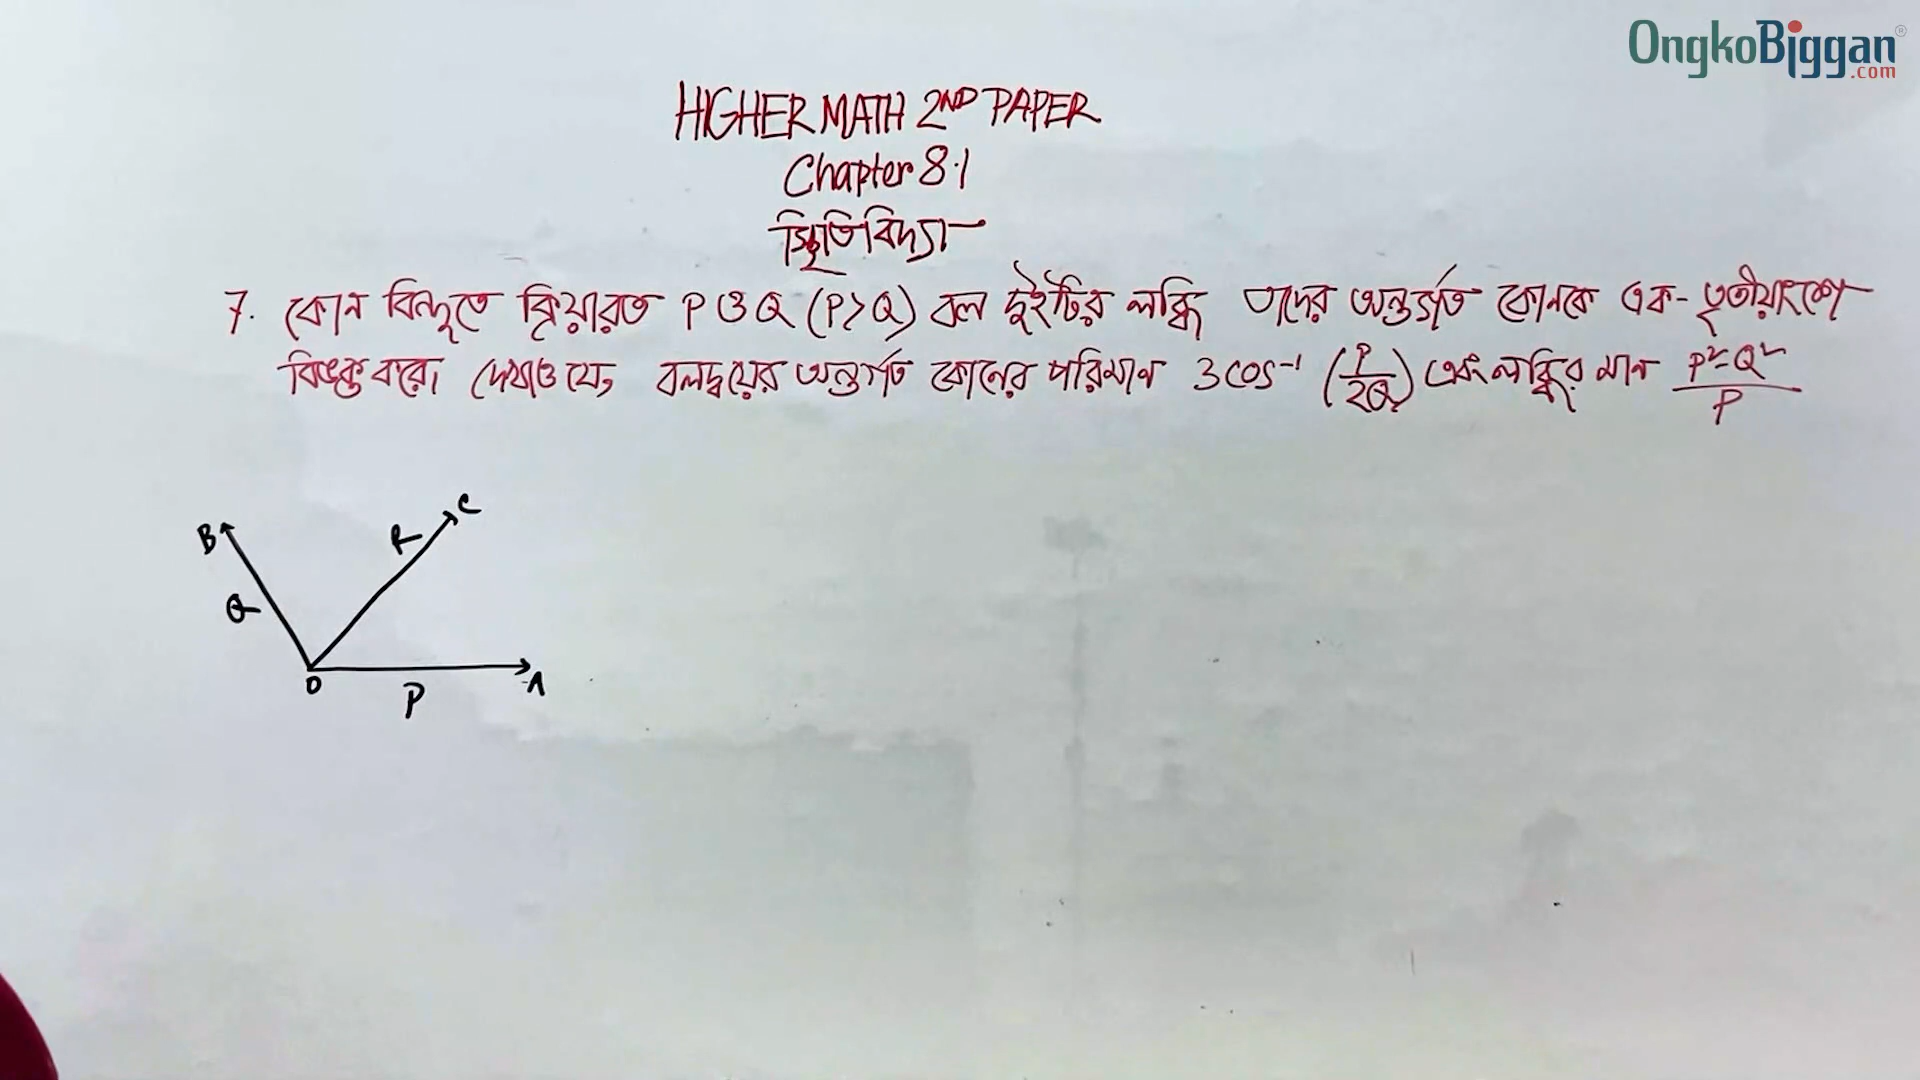 OngkoBiggan.com
HIGHER MATH 2ND PAPER
Chapter 8.1
স্থিতিবিদ্যা
7. কোন বিন্দুতে ক্রিয়ারত P ও Q (P>Q) বল দুইটির লব্ধি তাদের অন্তর্গত কোনকে এক-তৃতীয়াংশে
বিভক্ত করে। দেখাও যে, বলদ্বয়ের অন্তর্গত কোনের পরিমান 3cos⁻¹ (P/2Q) এবং লব্ধির মান P²-Q²/P
B
C
R
Q
O
A
P